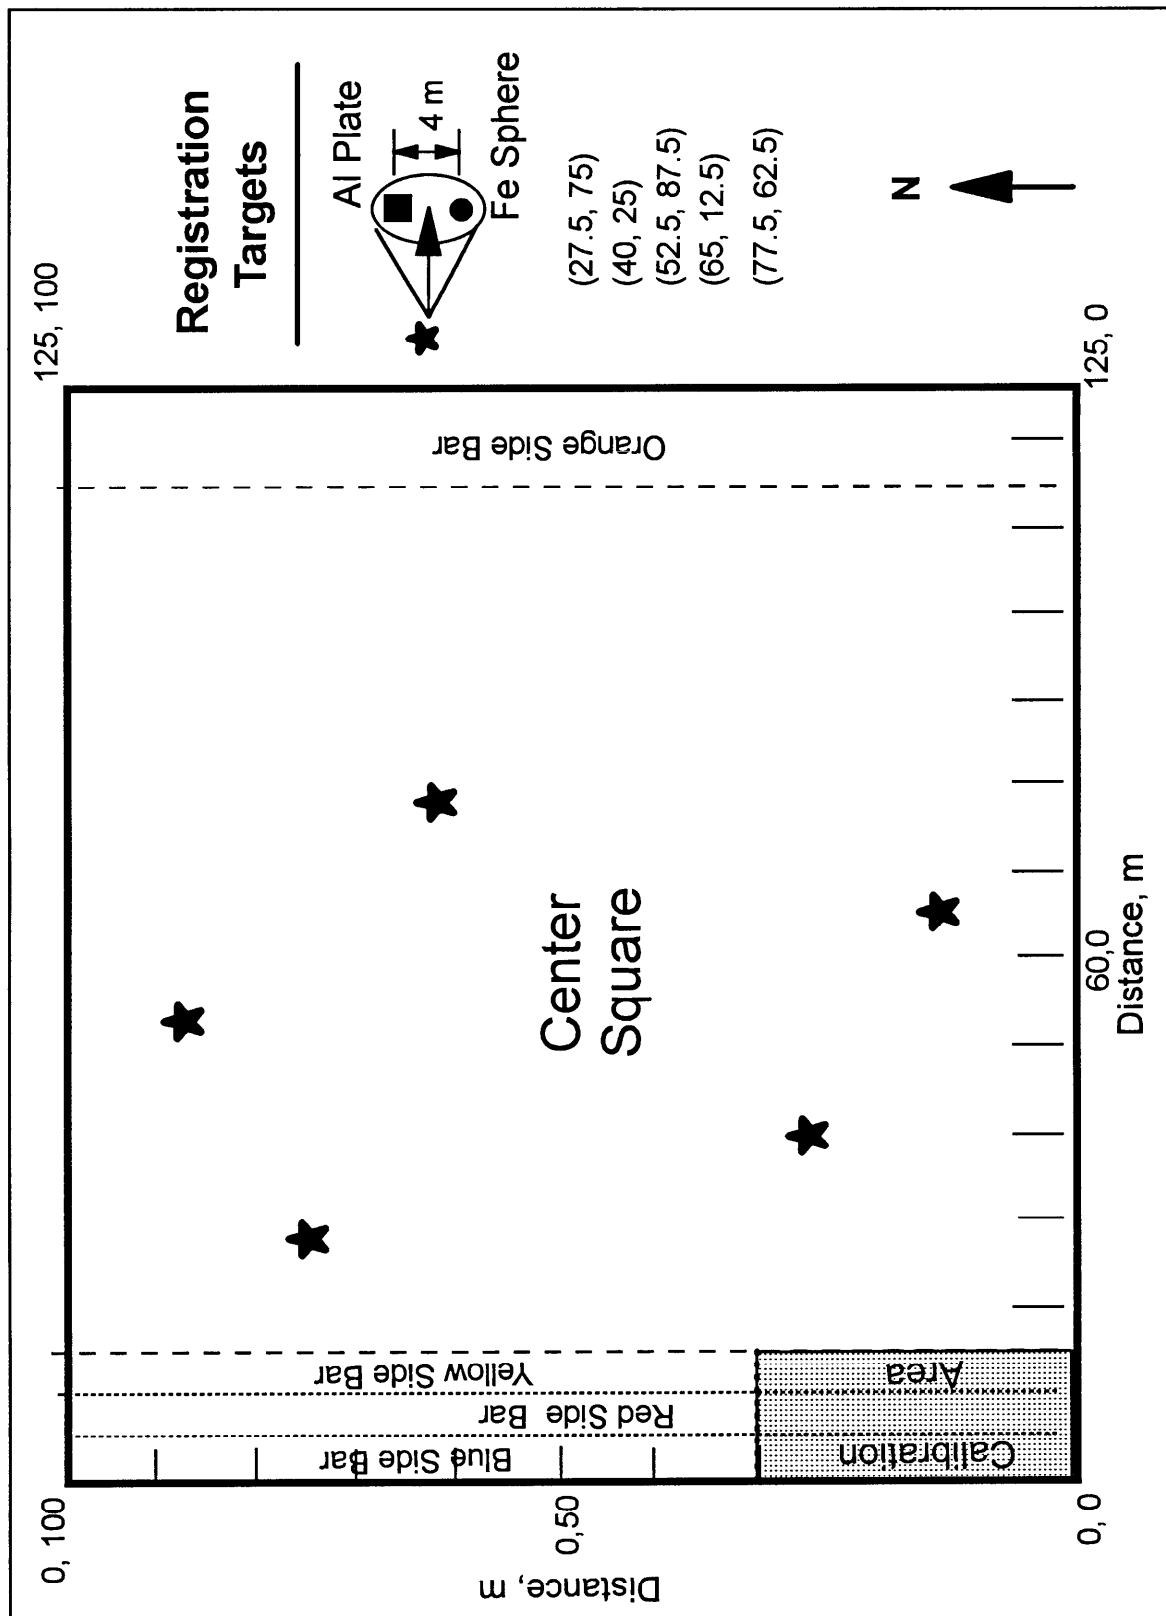 Registration
Targets
Al Plate
4 m
Fe Sphere
(27.5, 75)
(40, 25)
(52.5, 87.5)
(65, 12.5)
(77.5, 62.5)
N
0, 100
125, 100
Distance, m
0,50
Blue Side Bar
Red Side Bar
Yellow Side Bar
Center
Square
Orange Side Bar
Calibration
Area
0, 0
60,0
125, 0
Distance, m